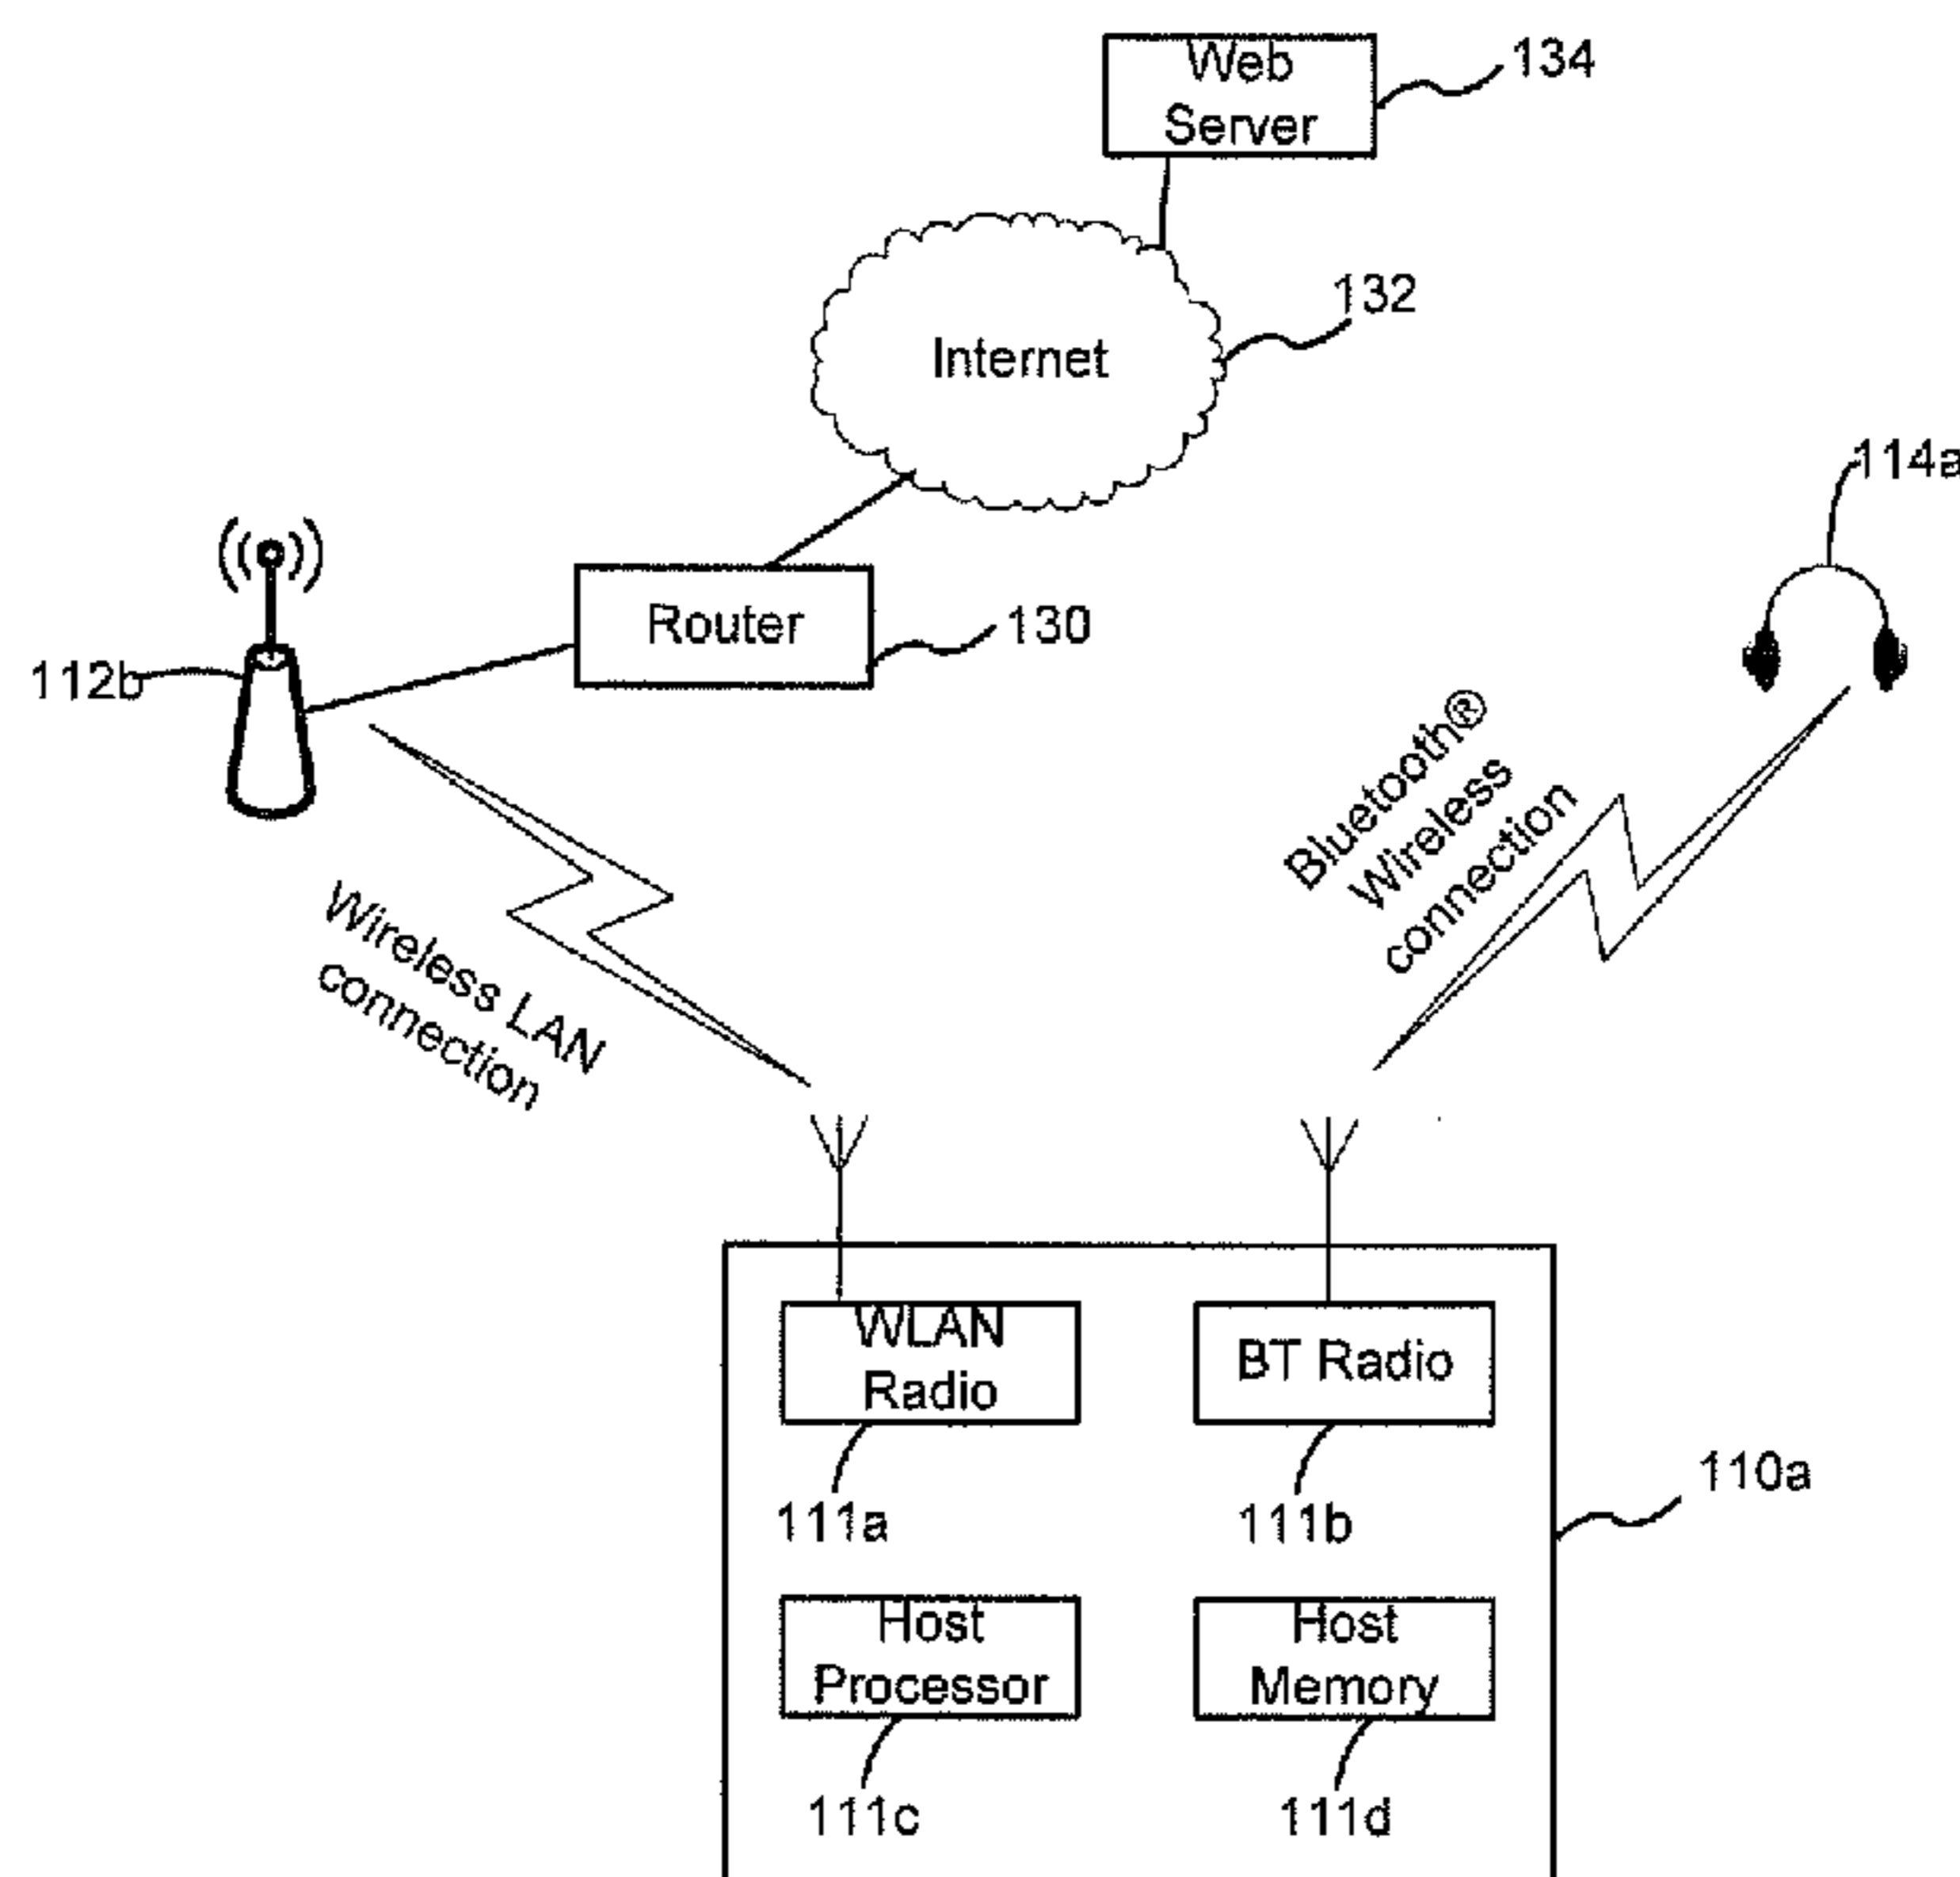 Web
Server
134
Internet
132
114a
Router
130
112b
Bluetooth®
Wireless
connection
Wireless LAN
connection
WLAN
Radio
BT Radio
111a
111b
110a
Host
Processor
Host
Memory
111c
111d